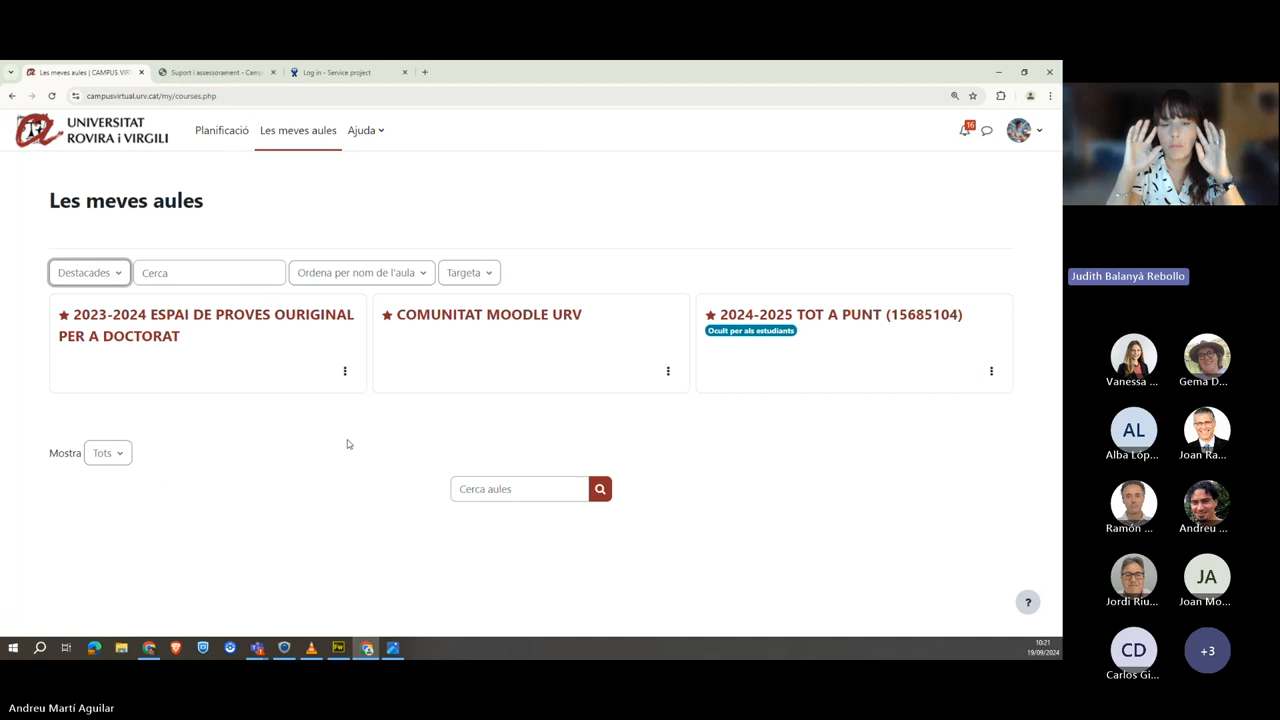 Les meves aules | CAMPUS VIR
Suport i assessorament - Camp
Log in - Service project
campusvirtual.urv.cat/my/courses.php
UNIVERSITAT
ROVIRA i VIRGILI
Planificació
Les meves aules
Ajuda
16
Les meves aules
Destacades
Cerca
Ordena per nom de l'aula
Targeta
2023-2024 ESPAI DE PROVES OURIGINAL
PER A DOCTORAT
COMUNITAT MOODLE URV
2024-2025 TOT A PUNT (15685104)
Ocult per als estudiants
Mostra
Tots
Cerca aules
?
Fw
10:21
19/09/2024
Judith Balanyà Rebollo
Vanessa ...
Gema D...
AL
Alba Lóp...
Joan Ra...
Ramón ...
Andreu ...
Jordi Riu...
JA
Joan Mo...
CD
Carlos Gi...
+3
Andreu Martí Aguilar